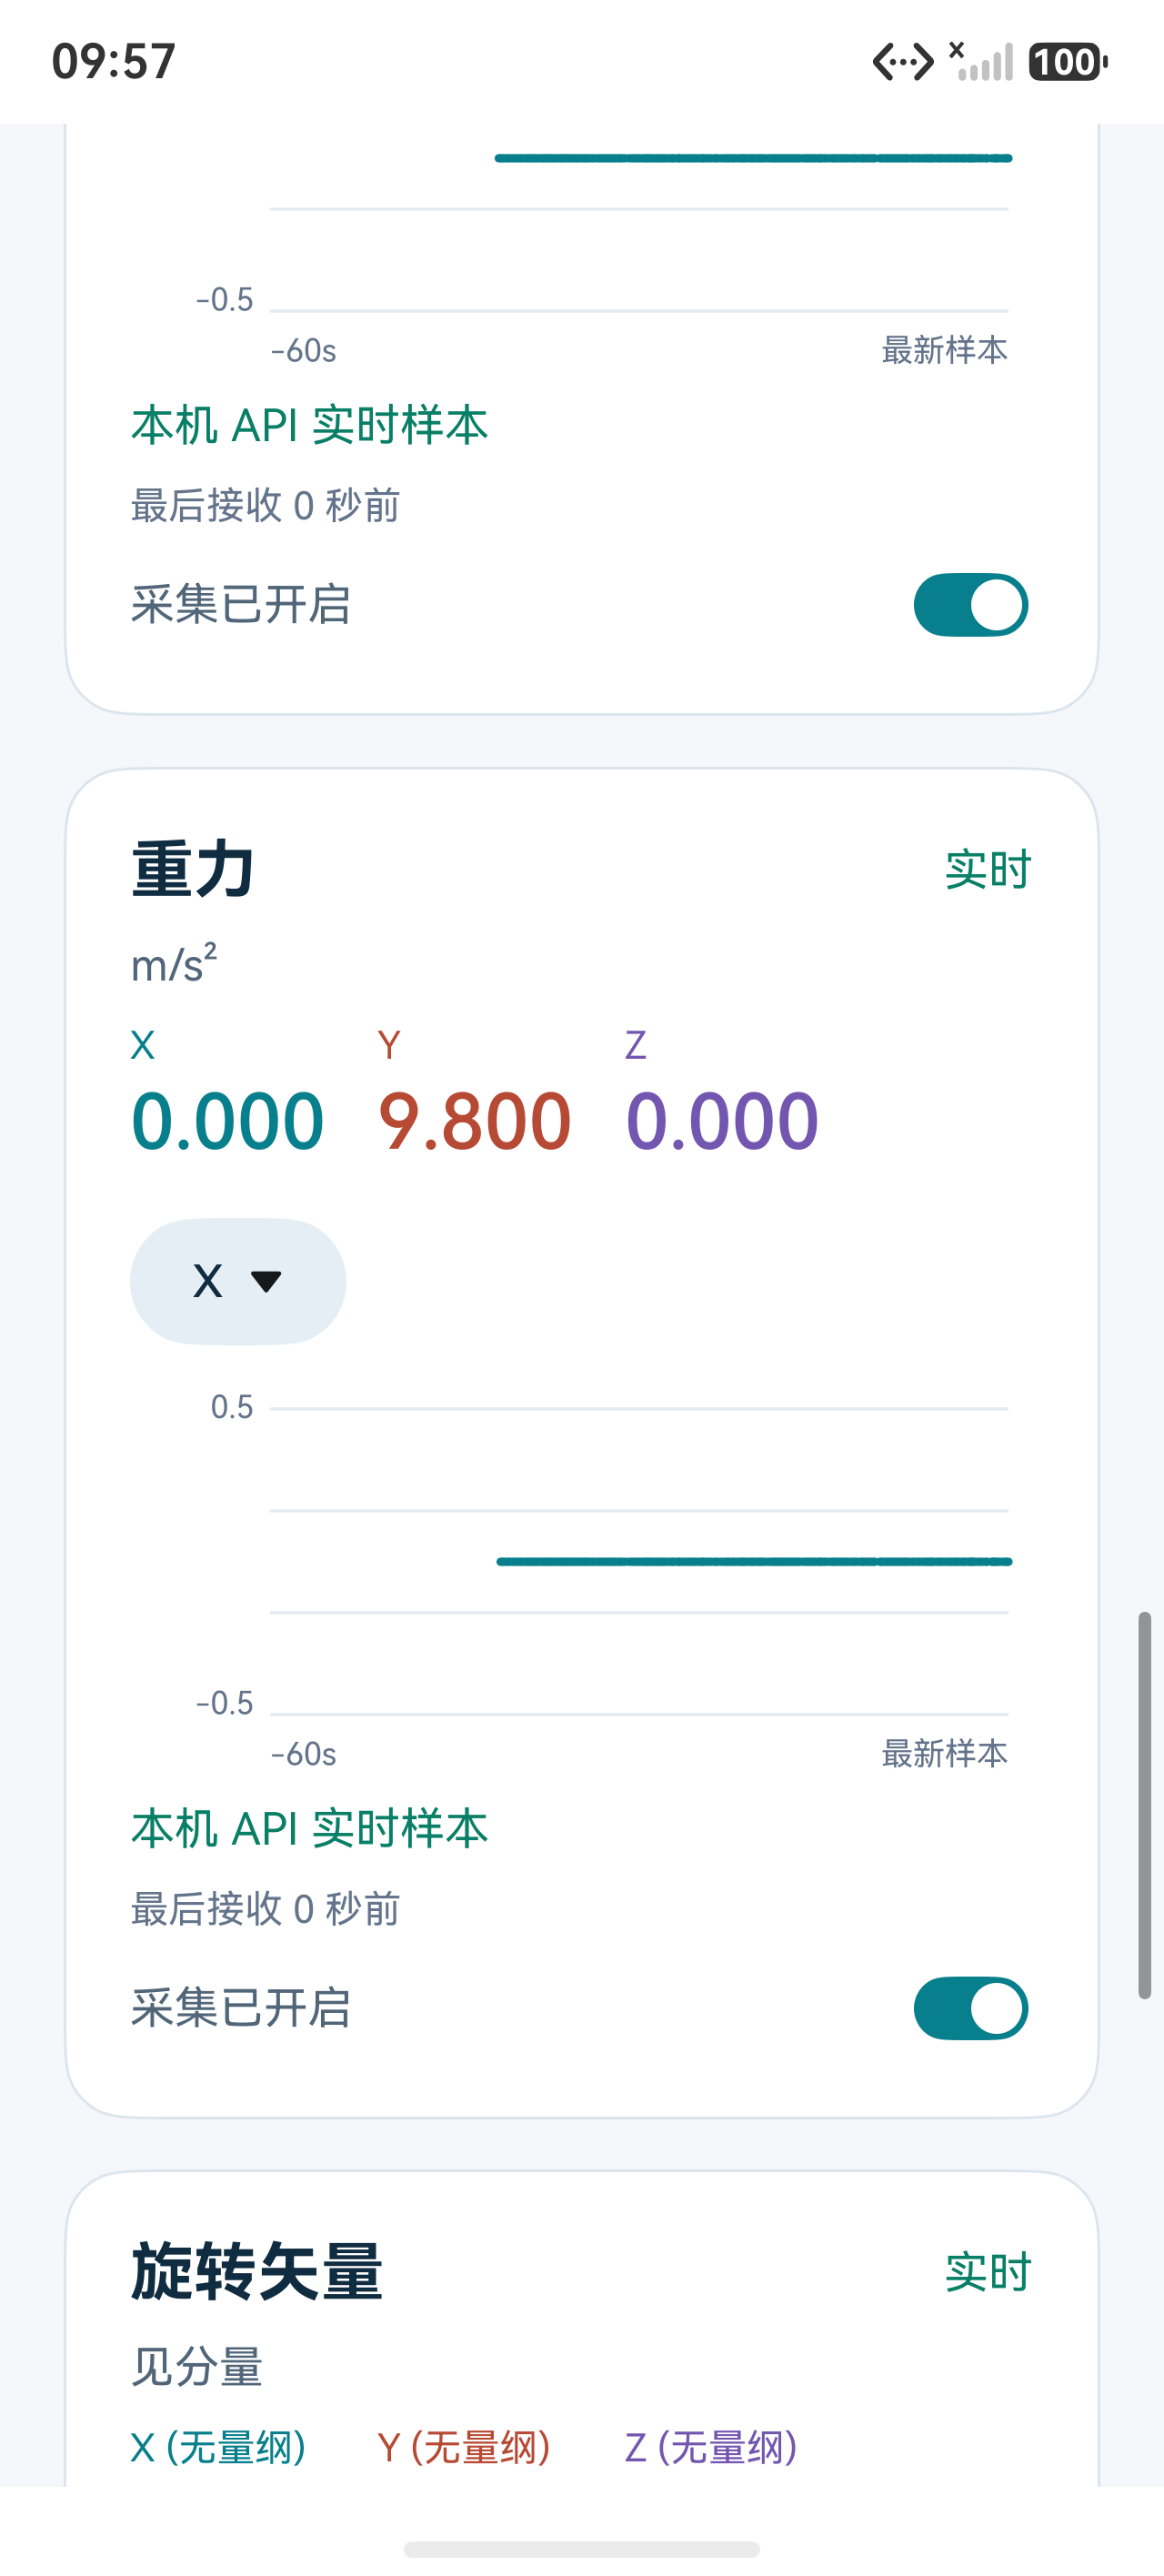 09:57
100
-0.5
-60s 最新样本
本机 API 实时样本
最后接收 0 秒前
采集已开启
重力 实时
m/s²
X Y Z
0.000 9.800 0.000
X
0.5
-0.5
-60s 最新样本
本机 API 实时样本
最后接收 0 秒前
采集已开启
旋转矢量 实时
见分量
X (无量纲) Y (无量纲) Z (无量纲)